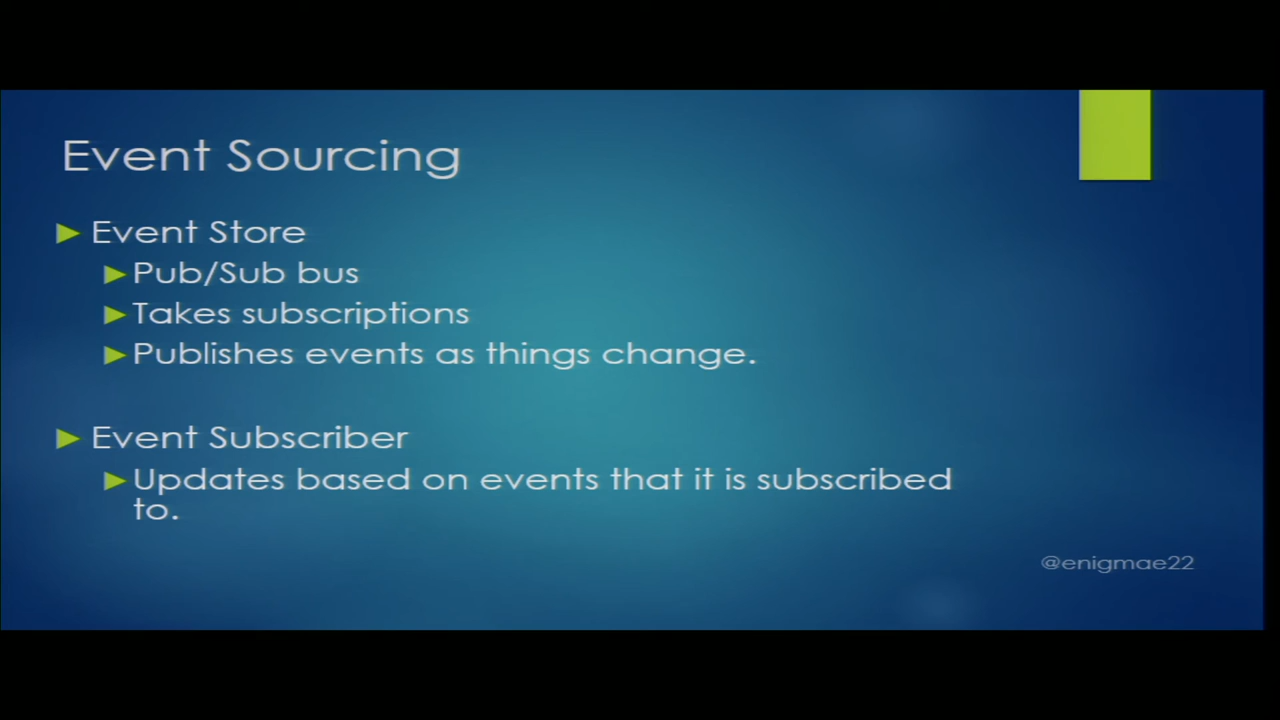 Event Sourcing
Event Store
Pub/Sub bus
Takes subscriptions
Publishes events as things change.
Event Subscriber
Updates based on events that it is subscribed
to.
@enigmae22